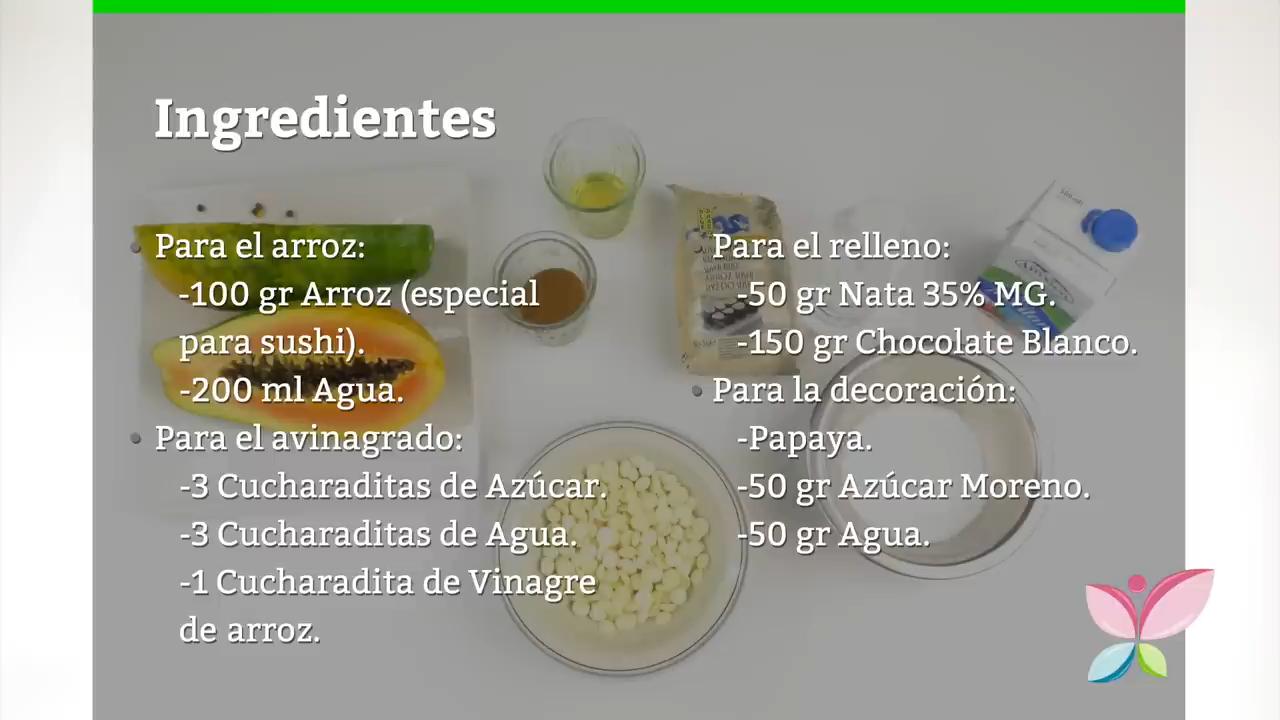 Ingredientes
Para el arroz:
-100 gr Arroz (especial
para sushi).
-200 ml Agua.
Para el avinagrado:
-3 Cucharaditas de Azúcar.
-3 Cucharaditas de Agua.
-1 Cucharadita de Vinagre
de arroz.
Para el relleno:
-50 gr Nata 35% MG.
-150 gr Chocolate Blanco.
Para la decoración:
-Papaya.
-50 gr Azúcar Moreno.
-50 gr Agua.